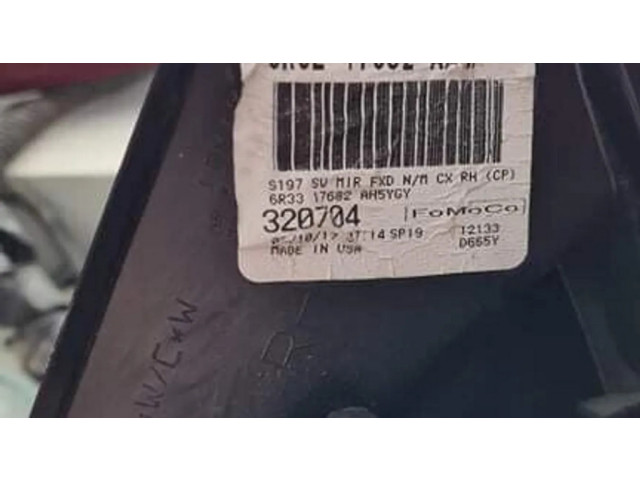 S197 SV MIR FXD N/M CX RH (CP)
6R33 17682 AH5YGY
320704 FoMoCo
14 SP19 12133
MADE IN USA D665Y
W/CXW
R